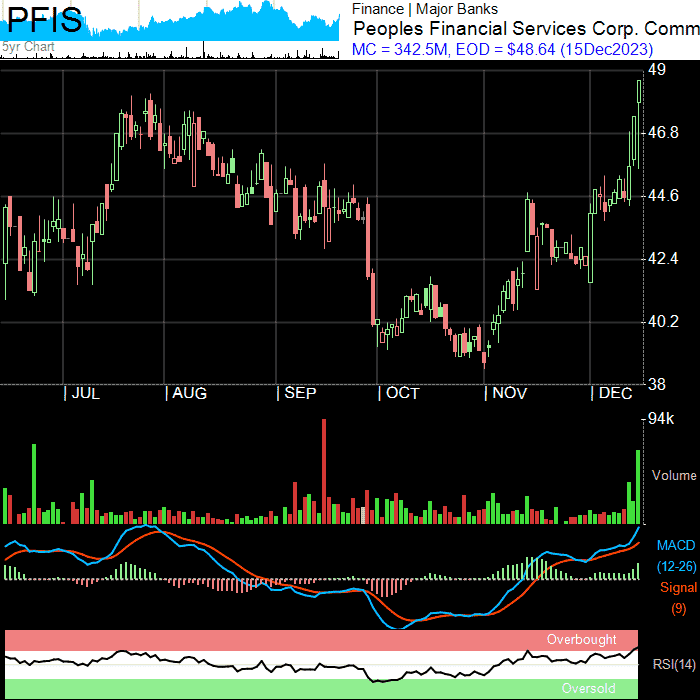 PFIS
5yr Chart
Finance | Major Banks
Peoples Financial Services Corp. Comm
MC = 342.5M, EOD = $48.64 (15Dec2023)
49
46.8
44.6
42.4
40.2
38
| JUL | AUG | SEP | OCT | NOV | DEC
94k
Volume
MACD
(12-26)
Signal
(9)
Overbought
RSI(14)
Oversold